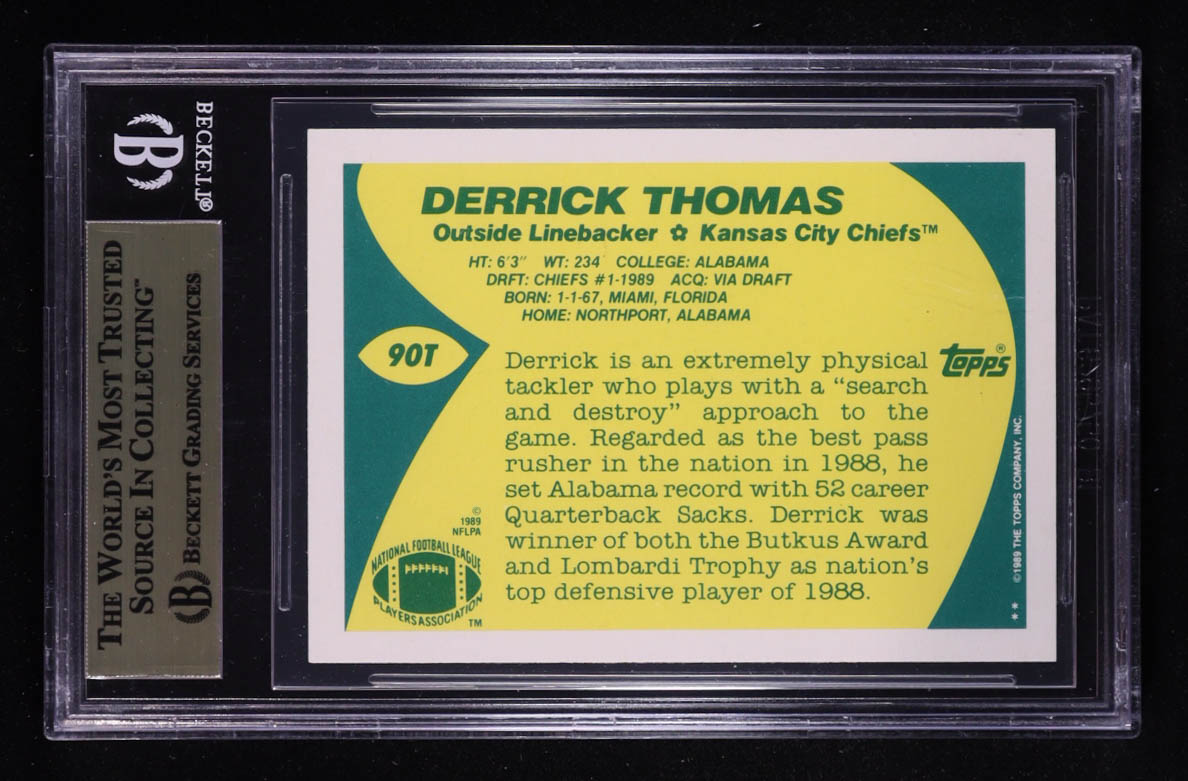 BECKETT®
B
THE WORLD'S MOST TRUSTED
SOURCE IN COLLECTING™
B BECKETT GRADING SERVICES
DERRICK THOMAS
Outside Linebacker ✿ Kansas City Chiefs™
HT: 6'3" WT: 234 COLLEGE: ALABAMA
DRFT: CHIEFS #1-1989 ACQ: VIA DRAFT
BORN: 1-1-67, MIAMI, FLORIDA
HOME: NORTHPORT, ALABAMA
90T
topps®
Derrick is an extremely physical
tackler who plays with a “search
and destroy” approach to the
game. Regarded as the best pass
rusher in the nation in 1988, he
set Alabama record with 52 career
Quarterback Sacks. Derrick was
winner of both the Butkus Award
and Lombardi Trophy as nation's
top defensive player of 1988.
©
1989
NFLPA
NATIONAL FOOTBALL LEAGUE
PLAYERS ASSOCIATION
TM
** ©1989 THE TOPPS COMPANY, INC.